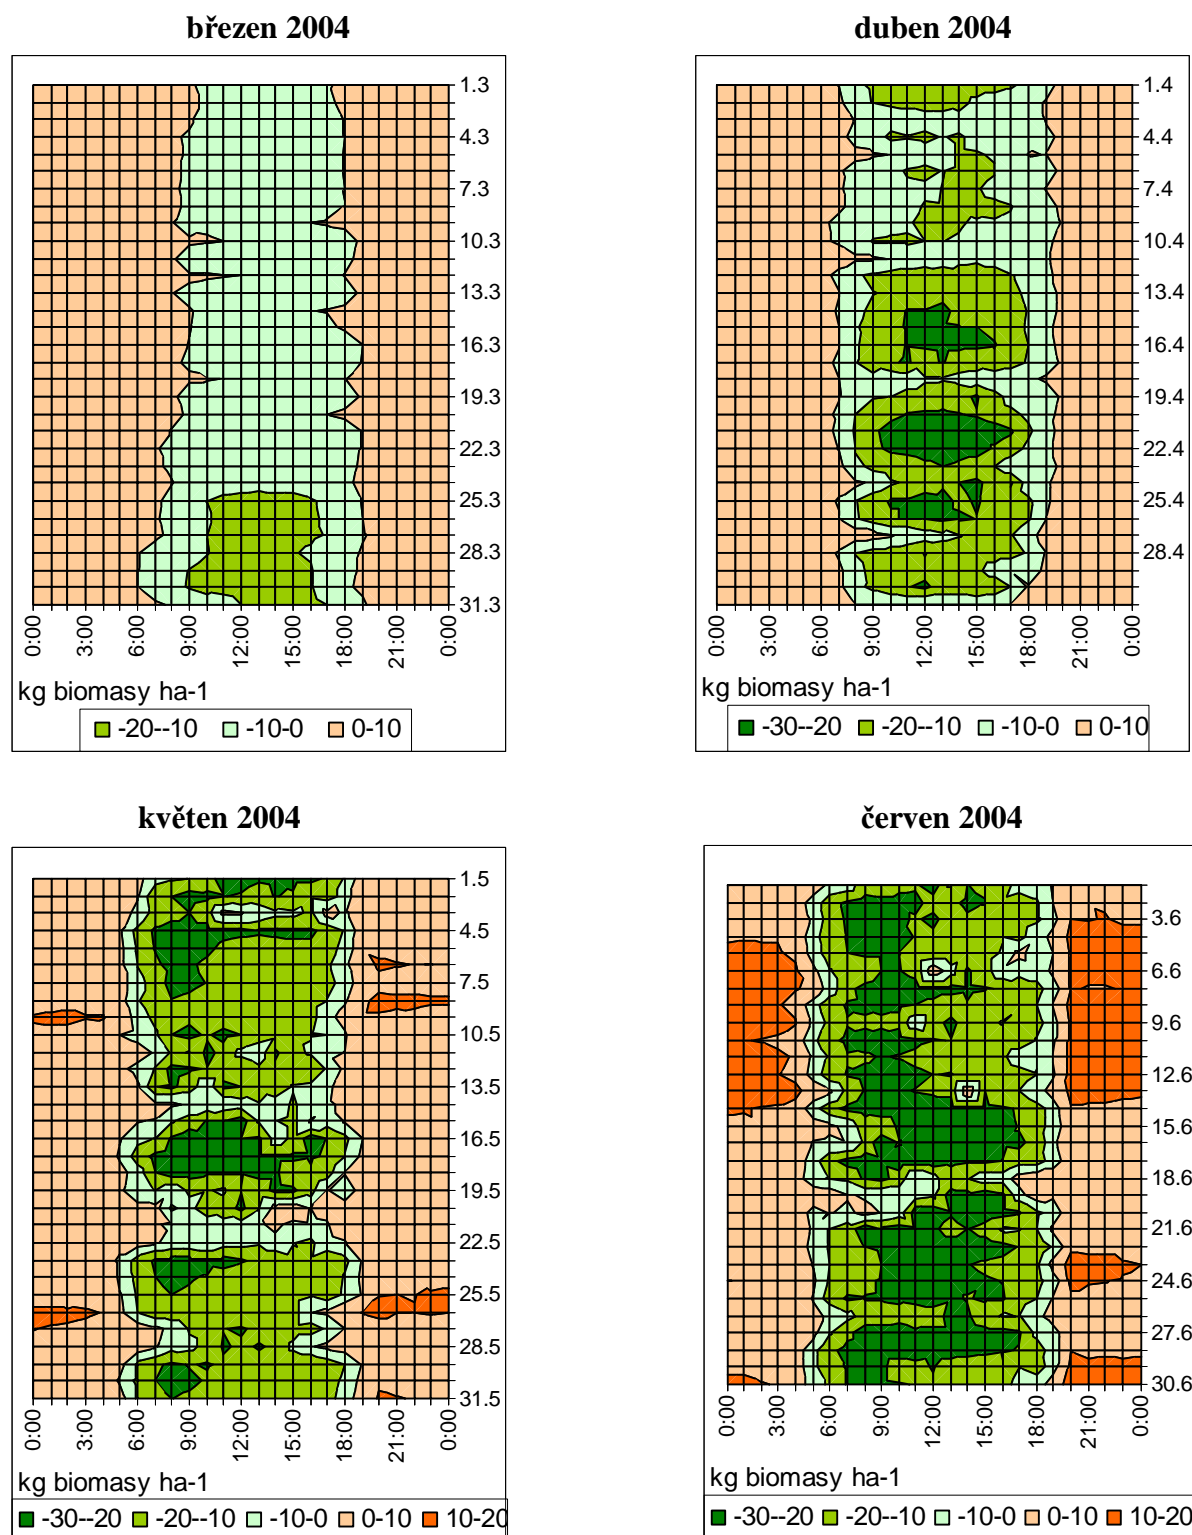 březen 2004
1.3
4.3
7.3
10.3
13.3
16.3
19.3
22.3
25.3
28.3
31.3
0:00 3:00 6:00 9:00 12:00 15:00 18:00 21:00 0:00
kg biomasy ha-1
-20--10 -10-0 0-10
duben 2004
1.4
4.4
7.4
10.4
13.4
16.4
19.4
22.4
25.4
28.4
0:00 3:00 6:00 9:00 12:00 15:00 18:00 21:00 0:00
kg biomasy ha-1
-30--20 -20--10 -10-0 0-10
květen 2004
1.5
4.5
7.5
10.5
13.5
16.5
19.5
22.5
25.5
28.5
31.5
0:00 3:00 6:00 9:00 12:00 15:00 18:00 21:00 0:00
kg biomasy ha-1
-30--20 -20--10 -10-0 0-10 10-20
červen 2004
3.6
6.6
9.6
12.6
15.6
18.6
21.6
24.6
27.6
30.6
0:00 3:00 6:00 9:00 12:00 15:00 18:00 21:00 0:00
kg biomasy ha-1
-30--20 -20--10 -10-0 0-10 10-20